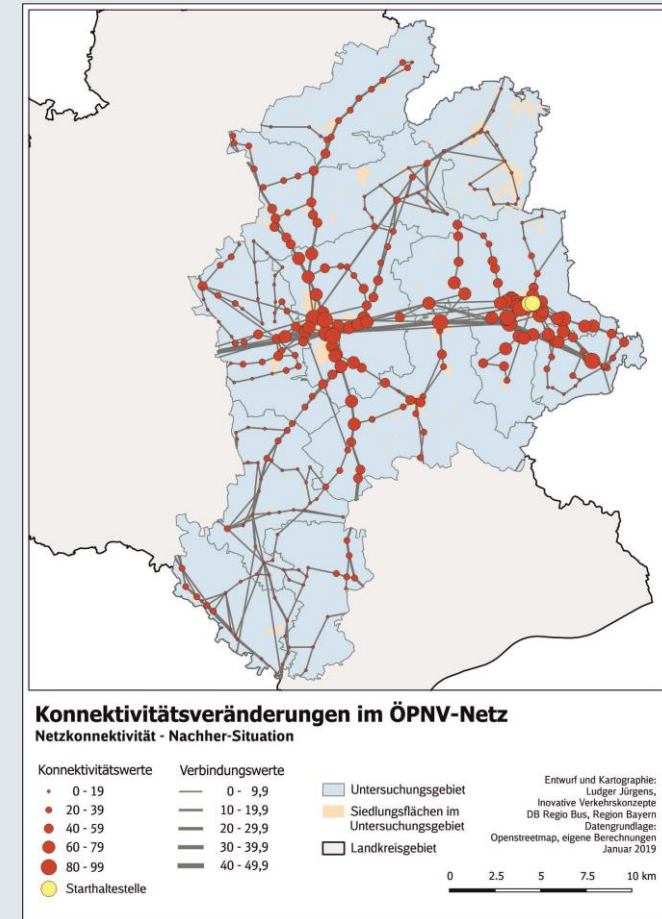 Konnektivitätsveränderungen im ÖPNV-Netz
Netzkonnektivität - Nachher-Situation
Konnektivitätswerte
0 - 19
20 - 39
40 - 59
60 - 79
80 - 99
Starthaltestelle
Verbindungswerte
0 - 9,9
10 - 19,9
20 - 29,9
30 - 39,9
40 - 49,9
Untersuchungsgebiet
Siedlungsflächen im
Untersuchungsgebiet
Landkreisgebiet
Entwurf und Kartographie:
Ludger Jürgens,
Inovative Verkehrskonzepte
DB Regio Bus, Region Bayern
Datengrundlage:
Openstreetmap, eigene Berechnungen
Januar 2019
0 2.5 5 7.5 10 km